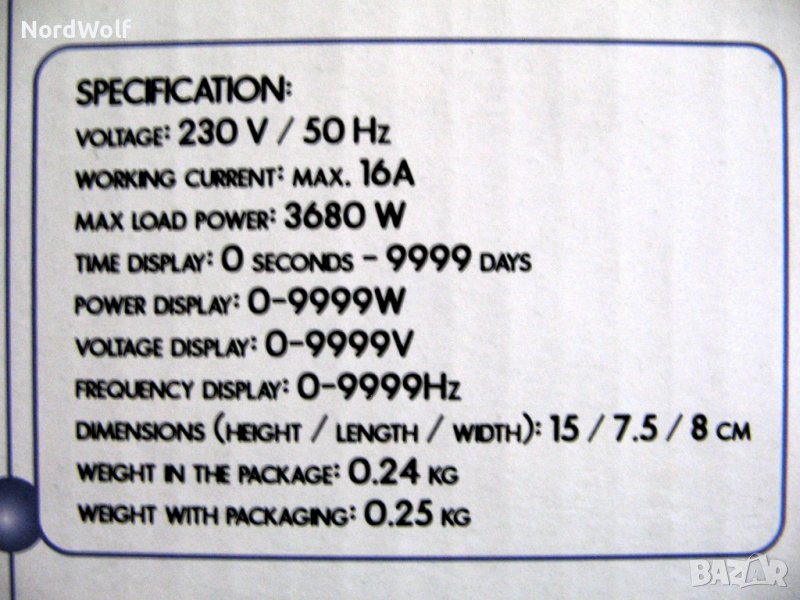 NordWolf
SPECIFICATION:
VOLTAGE: 230 V / 50 HZ
WORKING CURRENT: MAX. 16A
MAX LOAD POWER: 3680 W
TIME DISPLAY: 0 SECONDS - 9999 DAYS
POWER DISPLAY: 0-9999W
VOLTAGE DISPLAY: 0-9999V
FREQUENCY DISPLAY: 0-9999HZ
DIMENSIONS (HEIGHT / LENGTH / WIDTH): 15 / 7.5 / 8 CM
WEIGHT IN THE PACKAGE: 0.24 KG
WEIGHT WITH PACKAGING: 0.25 KG
BAZAR